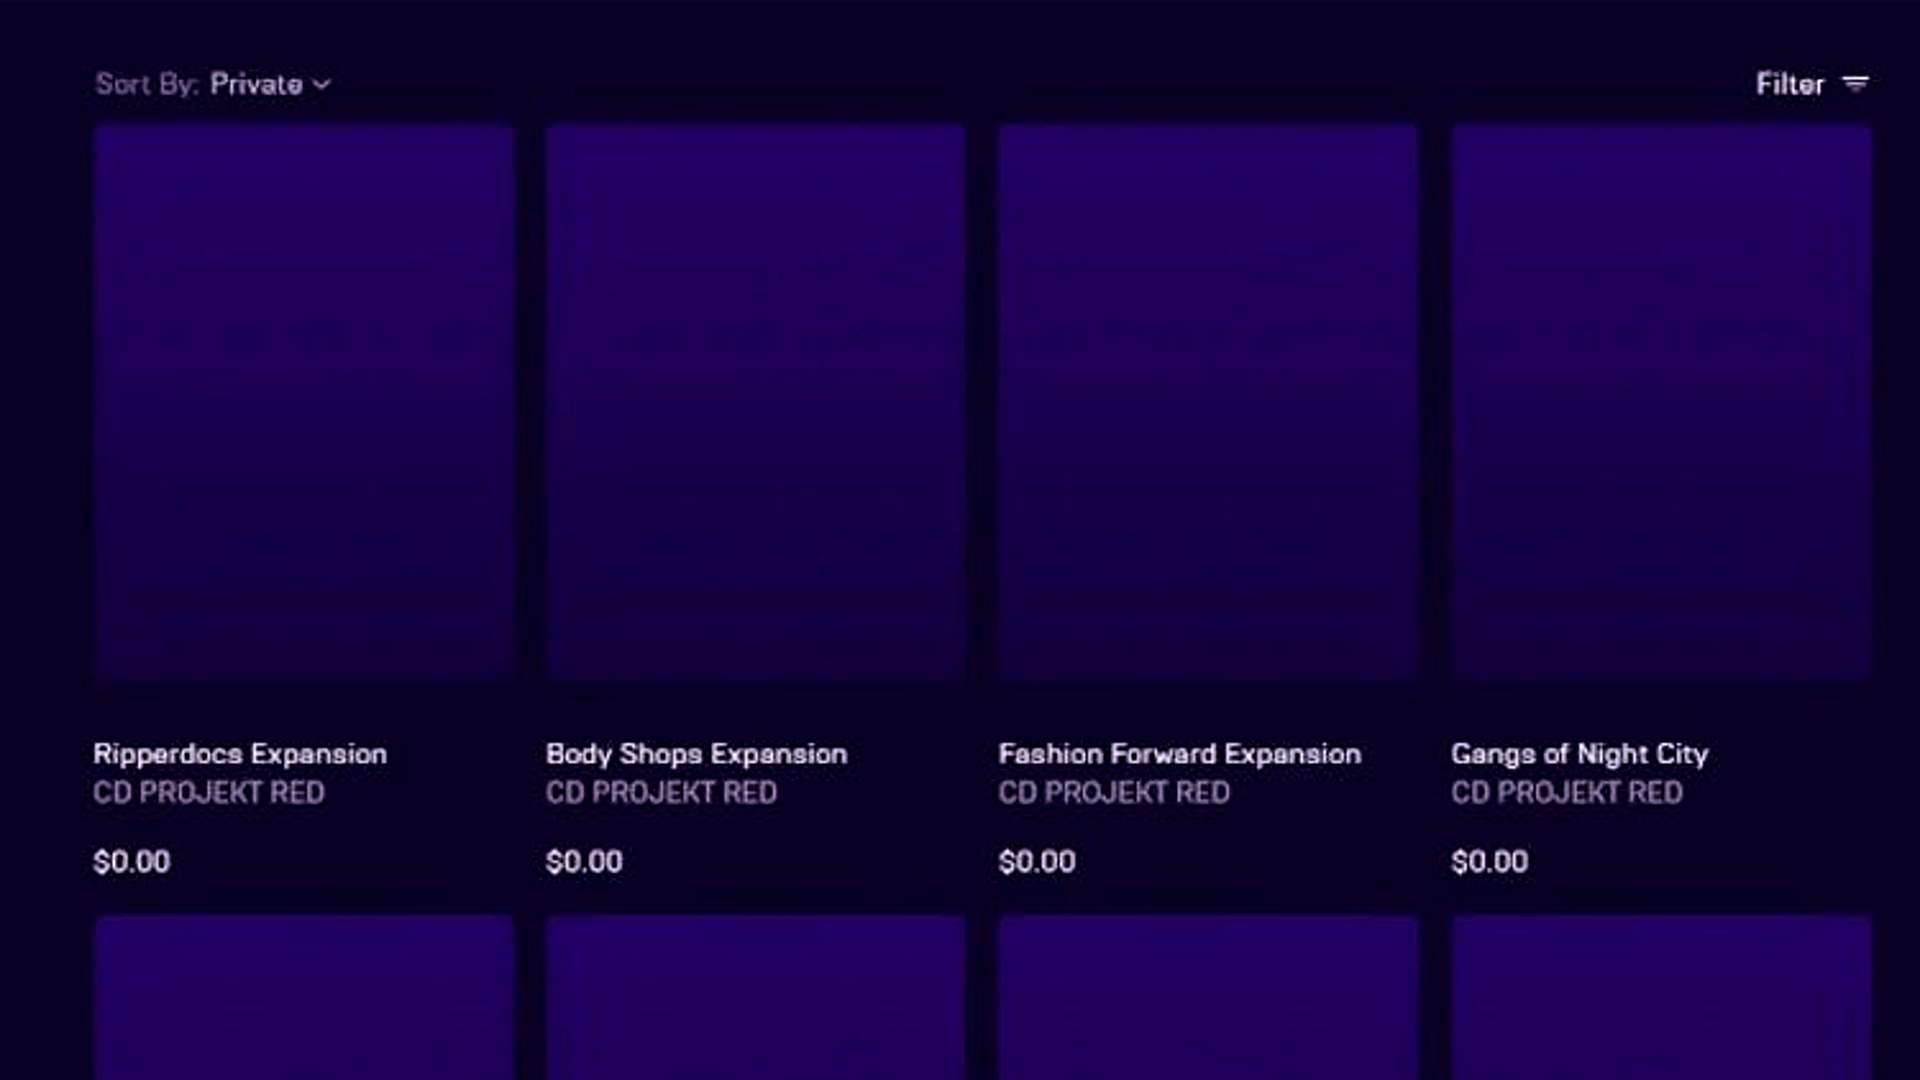 Sort By: Private
Filter
Ripperdocs Expansion
CD PROJEKT RED
$0.00
Body Shops Expansion
CD PROJEKT RED
$0.00
Fashion Forward Expansion
CD PROJEKT RED
$0.00
Gangs of Night City
CD PROJEKT RED
$0.00